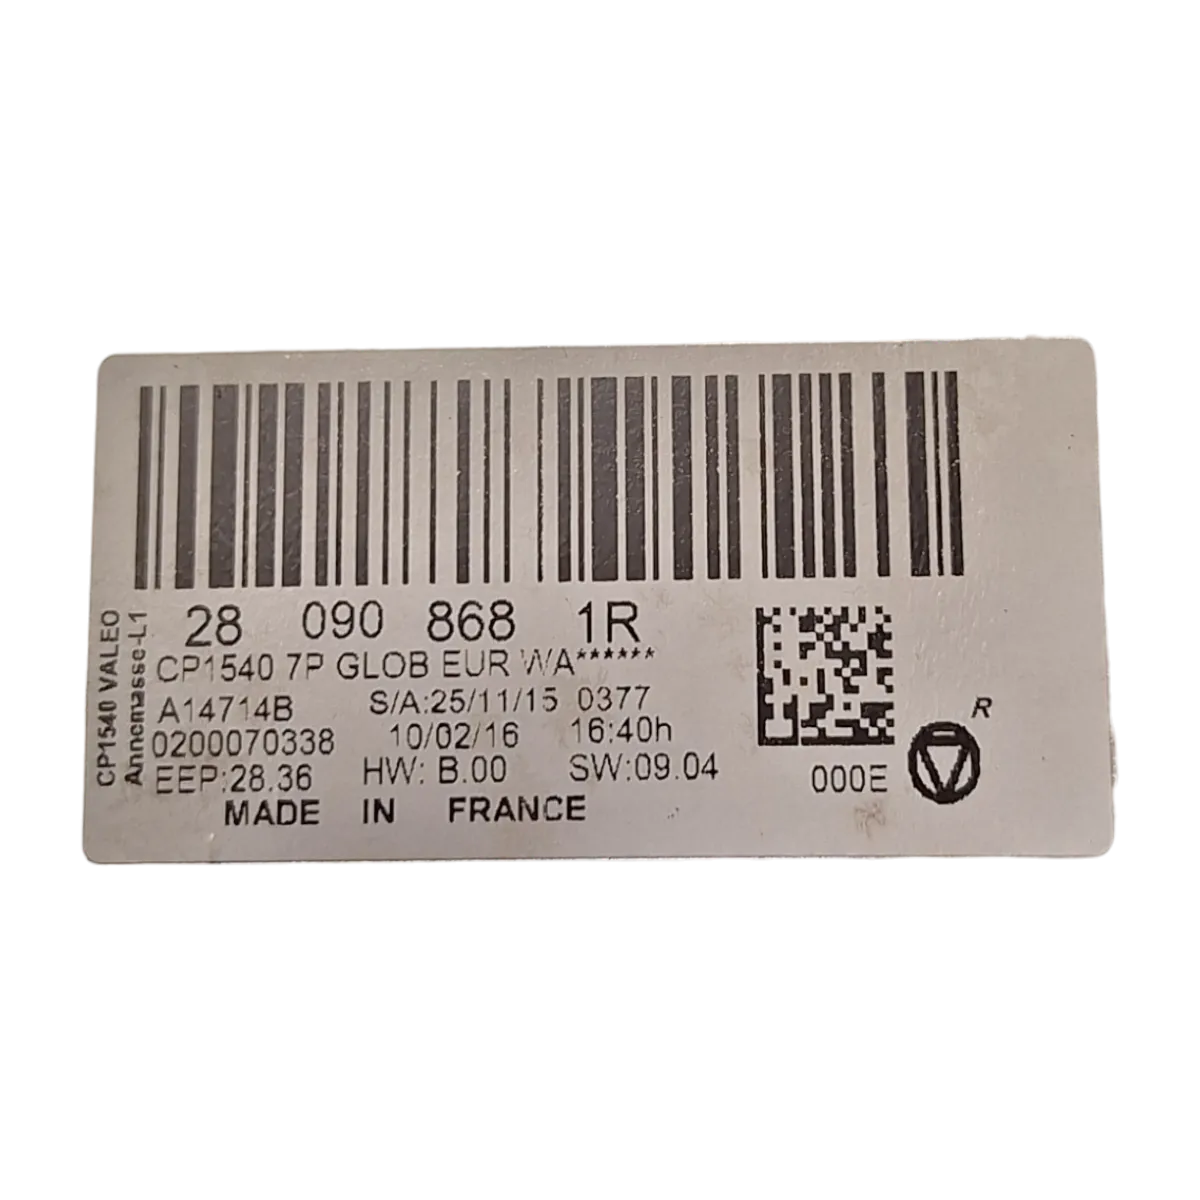 CP1540 VALEO
Annemasse-L1
28 090 868 1R
CP1540 7P GLOB EUR WA******
A14714B S/A:25/11/15 0377
0200070338 10/02/16 16:40h
EEP:28.36 HW: B.00 SW:09.04
000E
R
MADE IN FRANCE